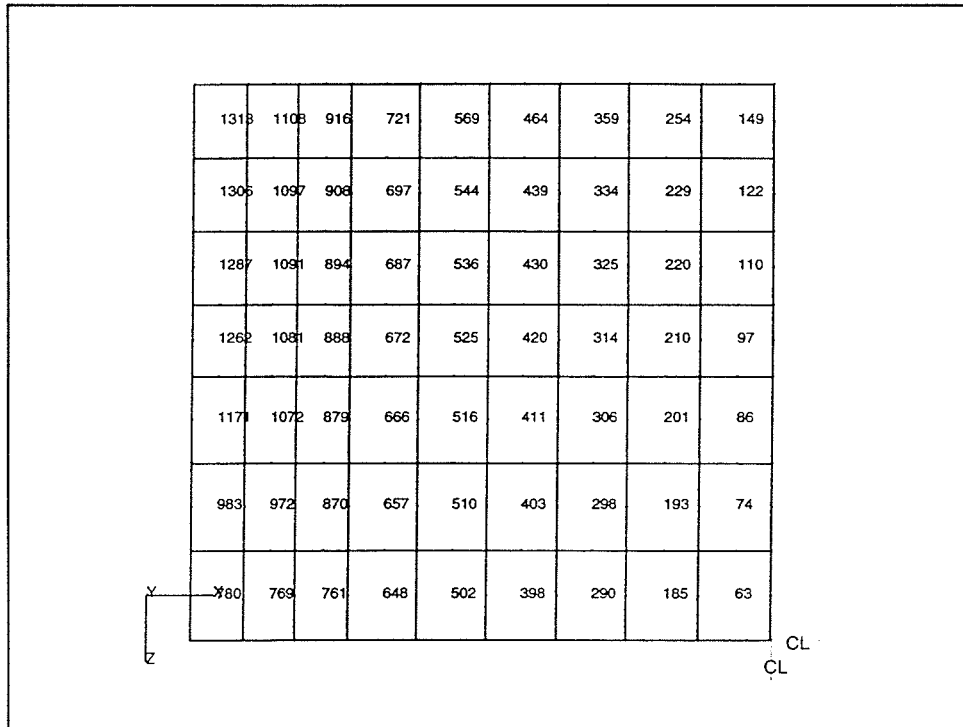 1313 1108 916 721 569 464 359 254 149
1306 1097 908 697 544 439 334 229 122
1287 1091 894 687 536 430 325 220 110
1262 1081 888 672 525 420 314 210 97
1171 1072 879 666 516 411 306 201 86
983 972 870 657 510 403 298 193 74
Y X 780 769 761 648 502 398 290 185 63
Z
CL
CL